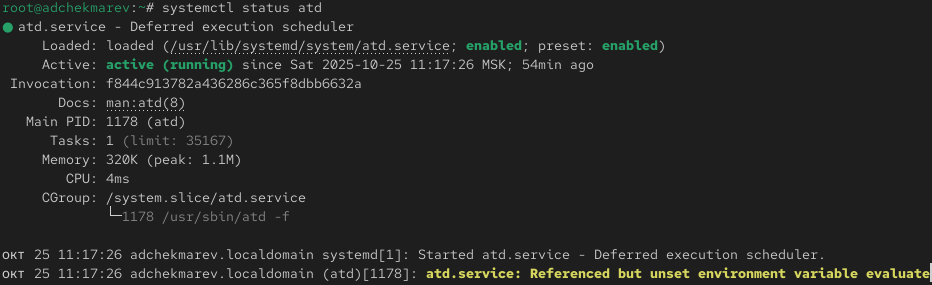 root@adchekmarev:~# systemctl status atd
● atd.service - Deferred execution scheduler
     Loaded: loaded (/usr/lib/systemd/system/atd.service; enabled; preset: enabled)
     Active: active (running) since Sat 2025-10-25 11:17:26 MSK; 54min ago
 Invocation: f844c913782a436286c365f8dbb6632a
       Docs: man:atd(8)
   Main PID: 1178 (atd)
      Tasks: 1 (limit: 35167)
     Memory: 320K (peak: 1.1M)
        CPU: 4ms
     CGroup: /system.slice/atd.service
             └─1178 /usr/sbin/atd -f

окт 25 11:17:26 adchekmarev.localdomain systemd[1]: Started atd.service - Deferred execution scheduler.
окт 25 11:17:26 adchekmarev.localdomain (atd)[1178]: atd.service: Referenced but unset environment variable evaluate